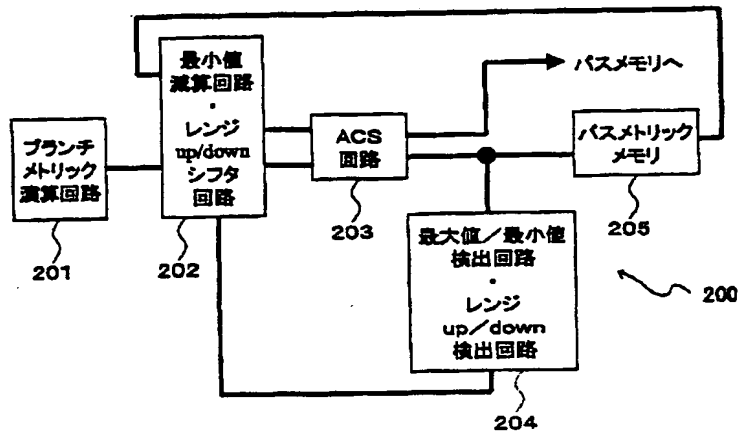 ブランチ
メトリック
演算回路
201
最小値
減算回路
・
レンジ
up/down
シフタ
回路
202
ACS
回路
203
パスメモリへ
パスメトリック
メモリ
205
最大値／最小値
検出回路
・
レンジ
up／down
検出回路
204
200